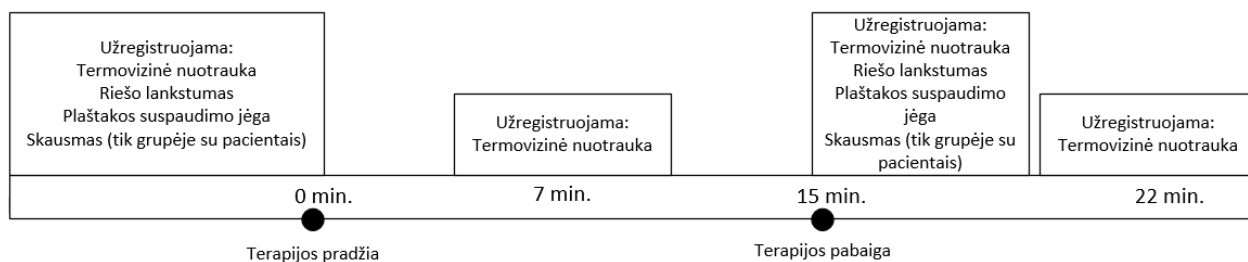 Užregistruojama:
Termovizinė nuotrauka
Riešo lankstumas
Plaštakos suspaudimo jėga
Skausmas (tik grupėje su pacientais)
Užregistruojama:
Termovizinė nuotrauka
Užregistruojama:
Termovizinė nuotrauka
Riešo lankstumas
Plaštakos suspaudimo
jėga
Skausmas (tik grupėje su
pacientais)
Užregistruojama:
Termovizinė nuotrauka
0 min.
7 min.
15 min.
22 min.
Terapijos pradžia
Terapijos pabaiga